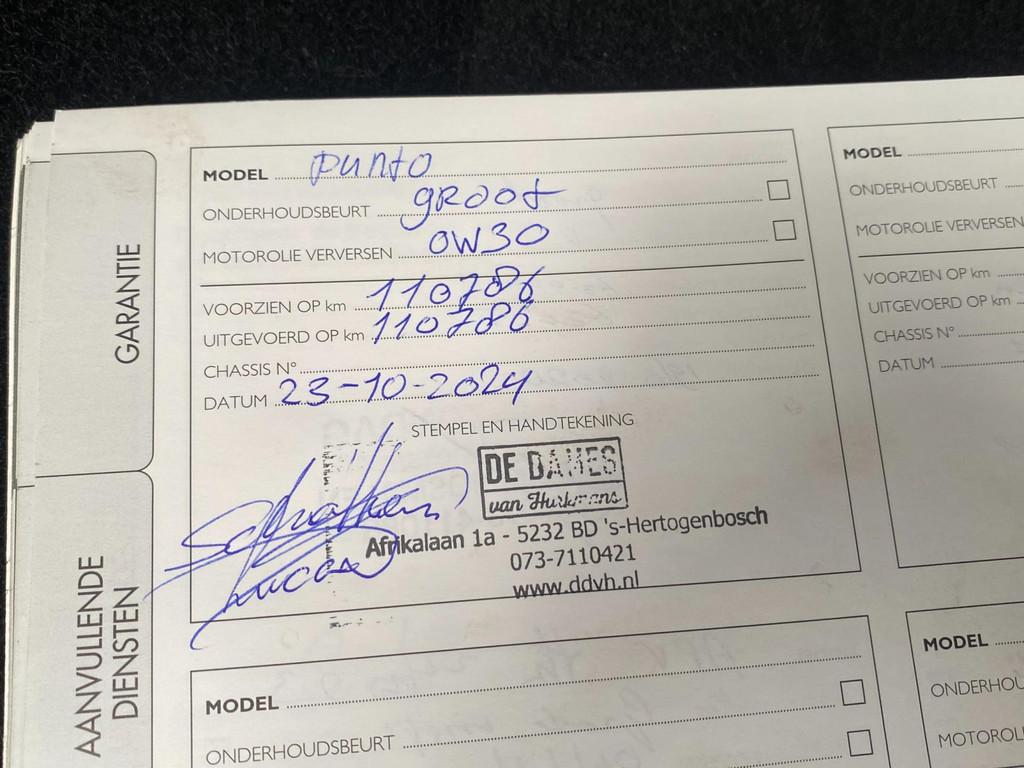 GARANTIE
AANVULLENDE
DIENSTEN
MODEL punto
ONDERHOUDSBEURT groot
MOTOROLIE VERVERSEN 0W30
VOORZIEN OP km 110786
UITGEVOERD OP km 110786
CHASSIS N°
DATUM 23-10-2024
STEMPEL EN HANDTEKENING
DE DAMES
van Hurkmans
Afrikalaan 1a - 5232 BD 's-Hertogenbosch
073-7110421
www.ddvh.nl
MODEL
ONDERHOUDSBEURT
MOTOROLIE VERVERSEN
VOORZIEN OP km
UITGEVOERD OP km
CHASSIS N°
DATUM
MODEL
ONDERHOUDSBEURT
MODEL